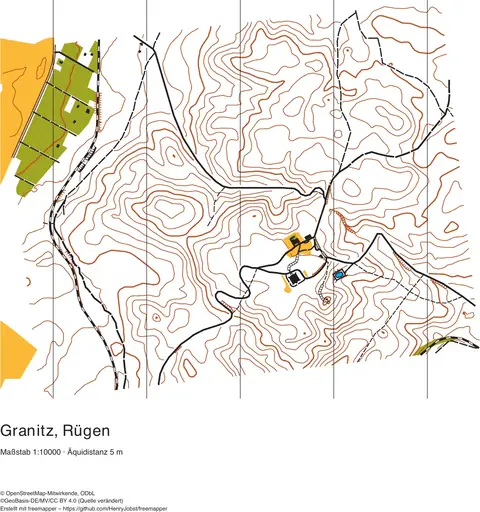 Granitz, Rügen
Maßstab 1:10000 · Äquidistanz 5 m
© OpenStreetMap-Mitwirkende, ODbL
©GeoBasis-DE/MV/CC BY 4.0 (Quelle verändert)
Erstellt mit freemapper – https://github.com/HenryJobst/freemapper